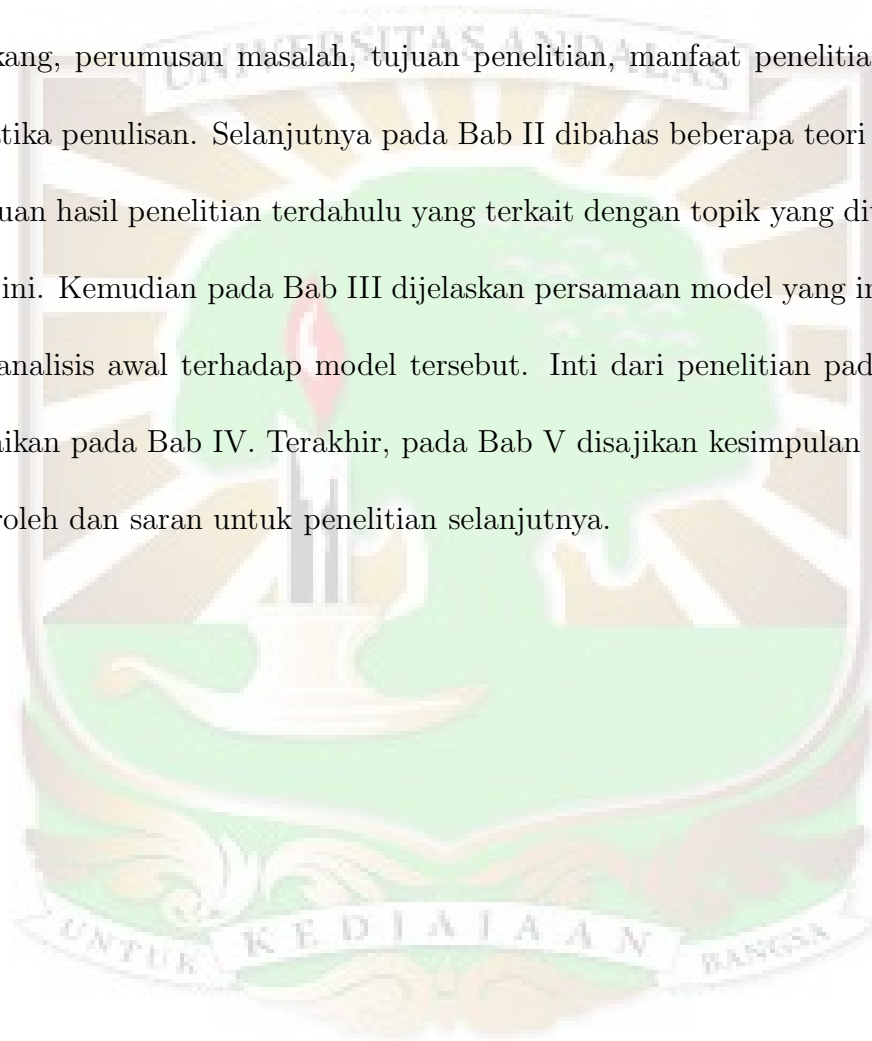 UNIVERSITAS ANDALAS
kang, perumusan masalah, tujuan penelitian, manfaat penelitia
tika penulisan. Selanjutnya pada Bab II dibahas beberapa teori
uan hasil penelitian terdahulu yang terkait dengan topik yang di
ini. Kemudian pada Bab III dijelaskan persamaan model yang i
analisis awal terhadap model tersebut. Inti dari penelitian pad
ikan pada Bab IV. Terakhir, pada Bab V disajikan kesimpulan
roleh dan saran untuk penelitian selanjutnya.
UNTUK KEDJAJAAN BANGSA